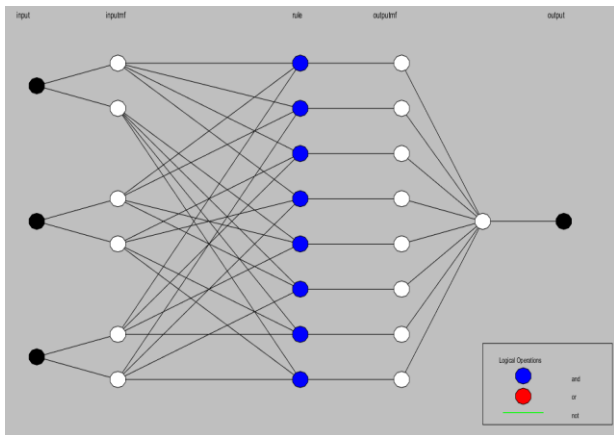 input inputmf rule outputmf output
Logical Operations
and
or
not